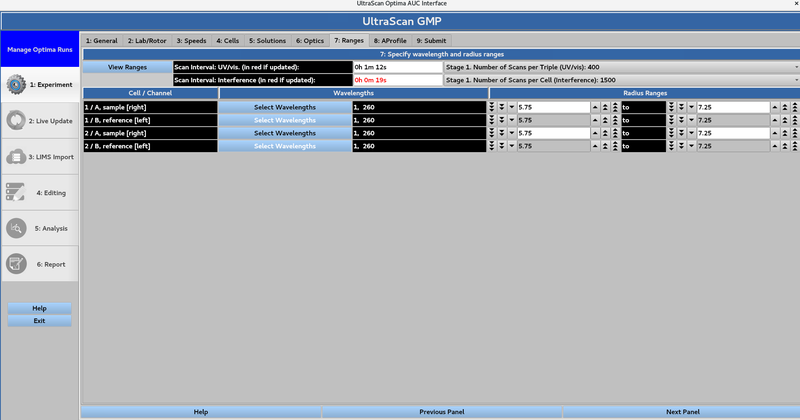 UltraScan Optima AUC Interface
UltraScan GMP
Manage Optima Runs
1: Experiment
2: Live Update
3: LIMS Import
4: Editing
5: Analysis
6: Report
Help
Exit
1: General 2: Lab/Rotor 3: Speeds 4: Cells 5: Solutions 6: Optics 7: Ranges 8: AProfile 9: Submit
7: Specify wavelength and radius ranges
View Ranges Scan Interval: UV/vis. (in red if updated): 0h 1m 12s Stage 1. Number of Scans per Triple (UV/vis): 400
Scan Interval: Interference (in red if updated): 0h 0m 19s Stage 1. Number of Scans per Cell (Interference): 1500
Cell / Channel Wavelengths Radius Ranges
1 / A, sample [right] Select Wavelengths 1, 260 5.75 to 7.25
1 / B, reference [left] Select Wavelengths 1, 260 5.75 to 7.25
2 / A, sample [right] Select Wavelengths 1, 260 5.75 to 7.25
2 / B, reference [left] Select Wavelengths 1, 260 5.75 to 7.25
Help Previous Panel Next Panel